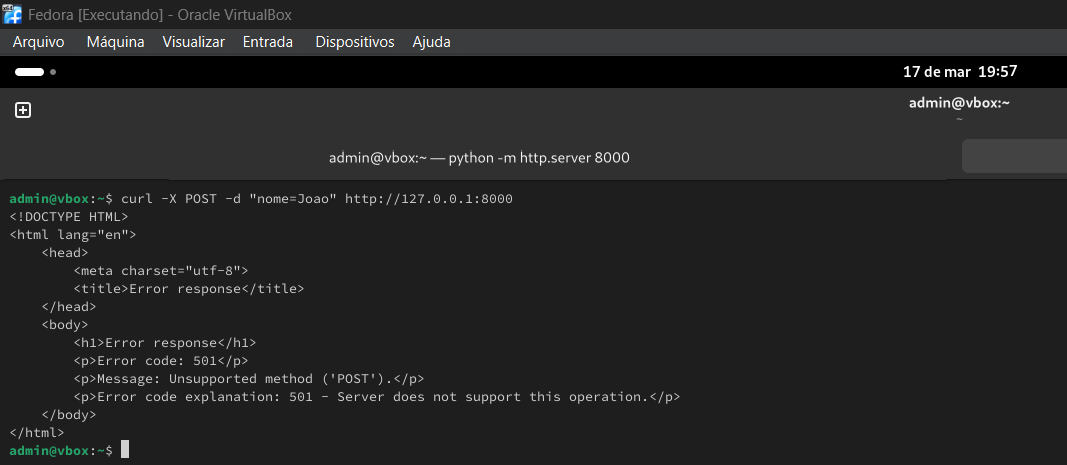 Fedora [Executando] - Oracle VirtualBox
Arquivo Máquina Visualizar Entrada Dispositivos Ajuda
17 de mar 19:57
admin@vbox:~
~
admin@vbox:~ — python -m http.server 8000
admin@vbox:~$ curl -X POST -d "nome=Joao" http://127.0.0.1:8000
<!DOCTYPE HTML>
<html lang="en">
    <head>
        <meta charset="utf-8">
        <title>Error response</title>
    </head>
    <body>
        <h1>Error response</h1>
        <p>Error code: 501</p>
        <p>Message: Unsupported method ('POST').</p>
        <p>Error code explanation: 501 - Server does not support this operation.</p>
    </body>
</html>
admin@vbox:~$